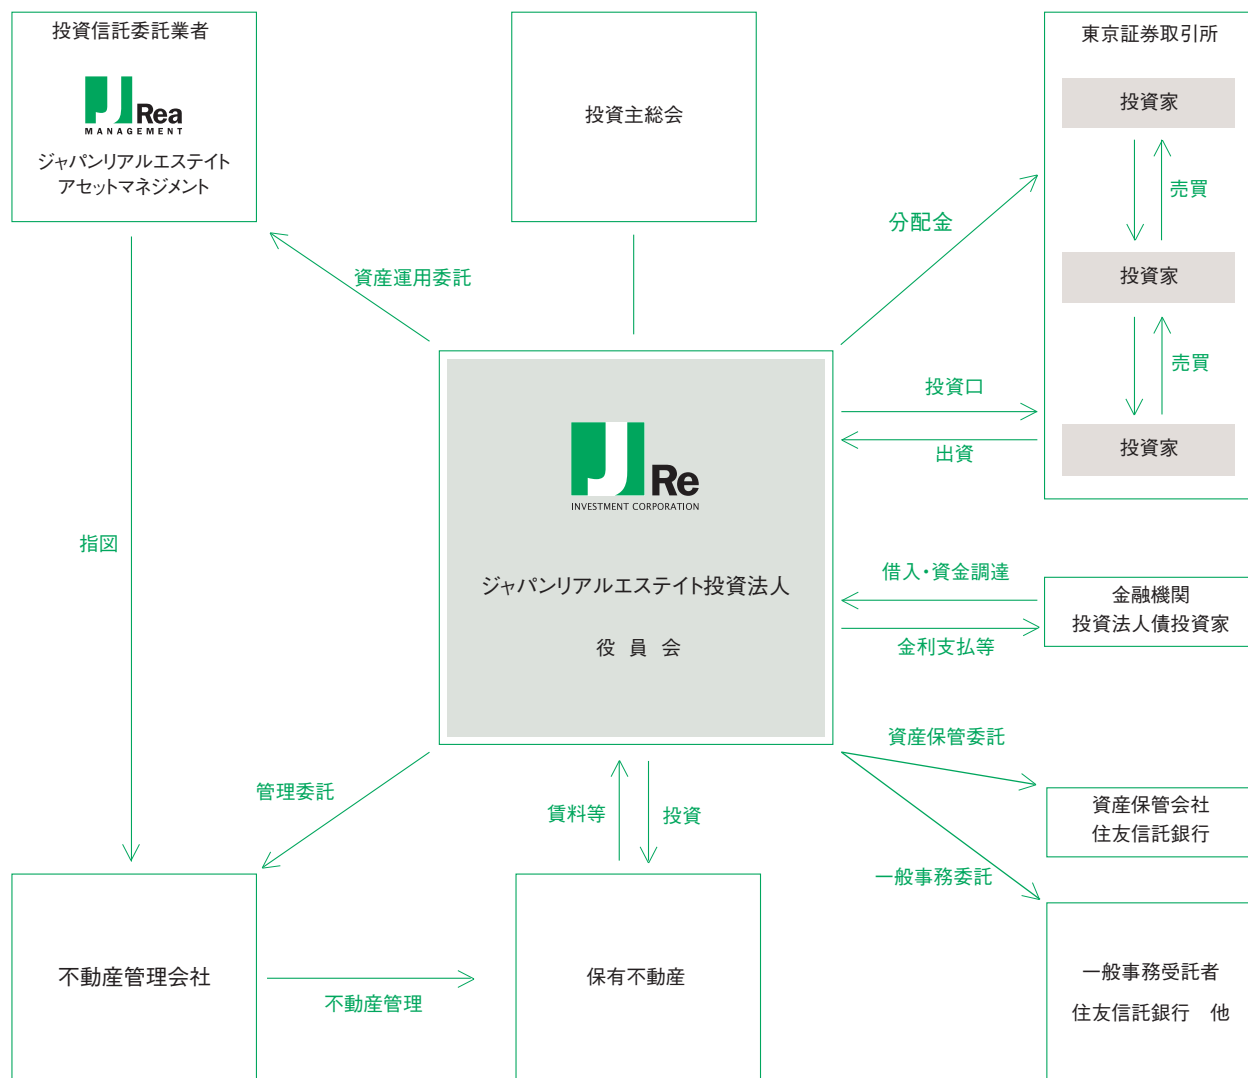 投資信託委託業者
J Rea
MANAGEMENT
ジャパンリアルエステイト
アセットマネジメント
投資主総会
東京証券取引所
投資家
売買
投資家
売買
投資家
分配金
資産運用委託
投資口
出資
J Re
INVESTMENT CORPORATION
ジャパンリアルエステイト投資法人
役 員 会
指図
借入・資金調達
金利支払等
金融機関
投資法人債投資家
資産保管委託
資産保管会社
住友信託銀行
管理委託
賃料等
投資
一般事務委託
不動産管理会社
不動産管理
保有不動産
一般事務受託者
住友信託銀行　他